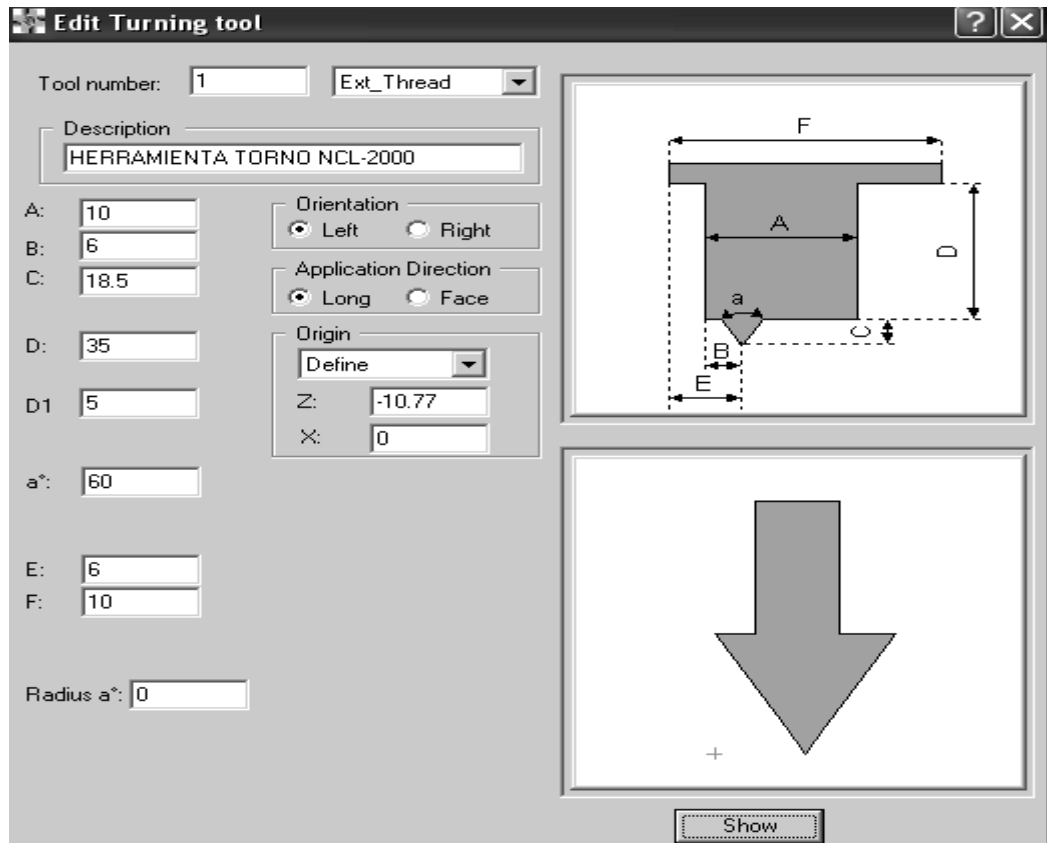 Edit Turning tool
Tool number: 1 Ext_Thread
Description
HERRAMIENTA TORNO NCL-2000
A: 10
B: 6
C: 18.5
D: 35
D1 5
a°: 60
E: 6
F: 10
Radius a°: 0
Orientation
Left Right
Application Direction
Long Face
Origin
Define
Z: -10.77
X: 0
F
A
D
a
C
B
E
Show